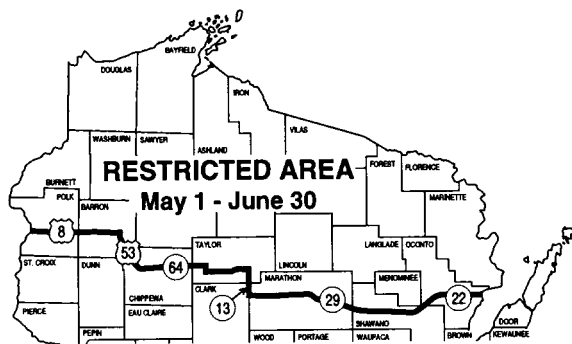 BAYFIELD
DOUGLAS
IRON
VILAS
WASHBURN SAWYER
ASHLAND
FOREST FLORENCE
RESTRICTED AREA
May 1 - June 30
BURNETT
POLK
BARRON
MARINETTE
8
53
64
TAYLOR
LINCOLN
LANGLADE OCONTO
ST. CROIX
DUNN
CHIPPEWA
CLARK
MARATHON
MENOMINEE
13
29
22
PIERCE
PEPIN
EAU CLAIRE
WOOD
PORTAGE
SHAWANO
WAUPACA
BROWN
DOOR
KEWAUNEE